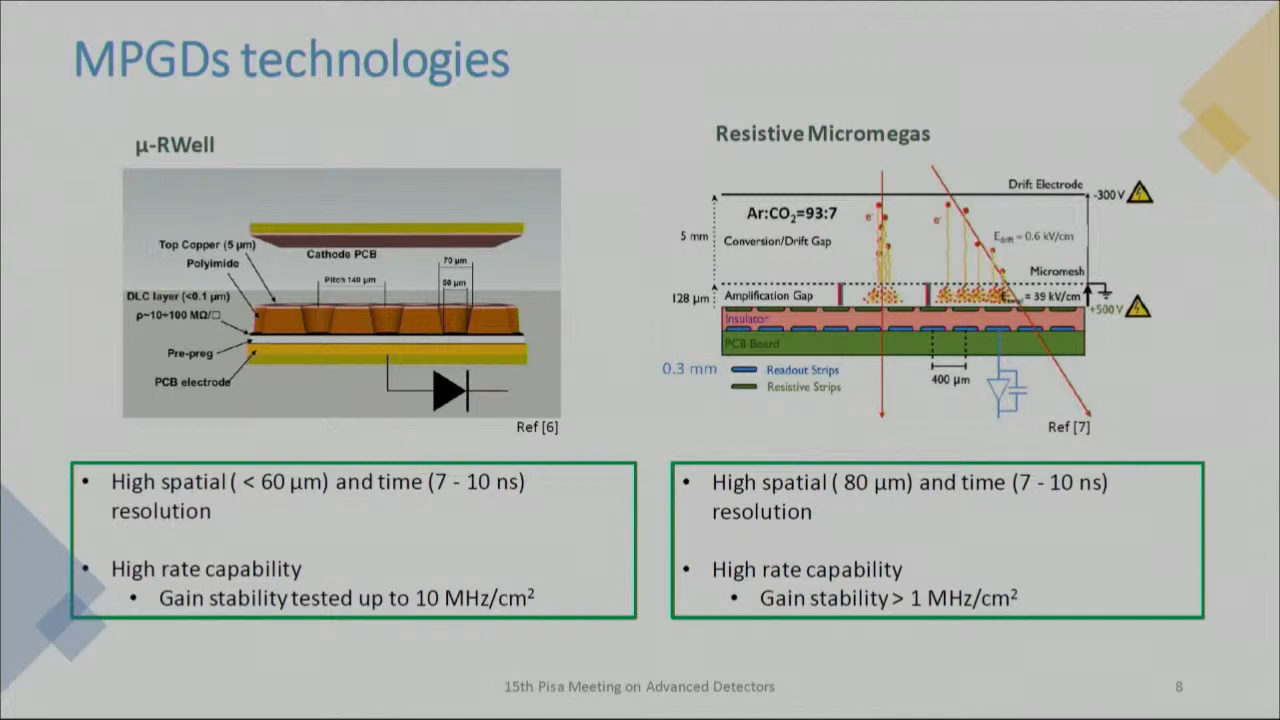 MPGDs technologies
μ-RWell
Top Copper (5 μm)
Polyimide
Cathode PCB
70 μm
Pitch 140 μm
50 μm
DLC layer (<0.1 μm)
ρ~10÷100 MΩ/□
Pre-preg
PCB electrode
Ref [6]
• High spatial ( < 60 μm) and time (7 - 10 ns)
resolution
• High rate capability
• Gain stability tested up to 10 MHz/cm²
Resistive Micromegas
Drift Electrode
-300 V
Ar:CO₂=93:7
e⁻
e⁻
5 mm
Conversion/Drift Gap
E_drift = 0.6 kV/cm
Micromesh
128 μm
Amplification Gap
= 39 kV/cm
+500 V
Insulator
PCB Board
0.3 mm
Readout Strips
Resistive Strips
400 μm
Ref [7]
• High spatial ( 80 μm) and time (7 - 10 ns)
resolution
• High rate capability
• Gain stability > 1 MHz/cm²
15th Pisa Meeting on Advanced Detectors
8